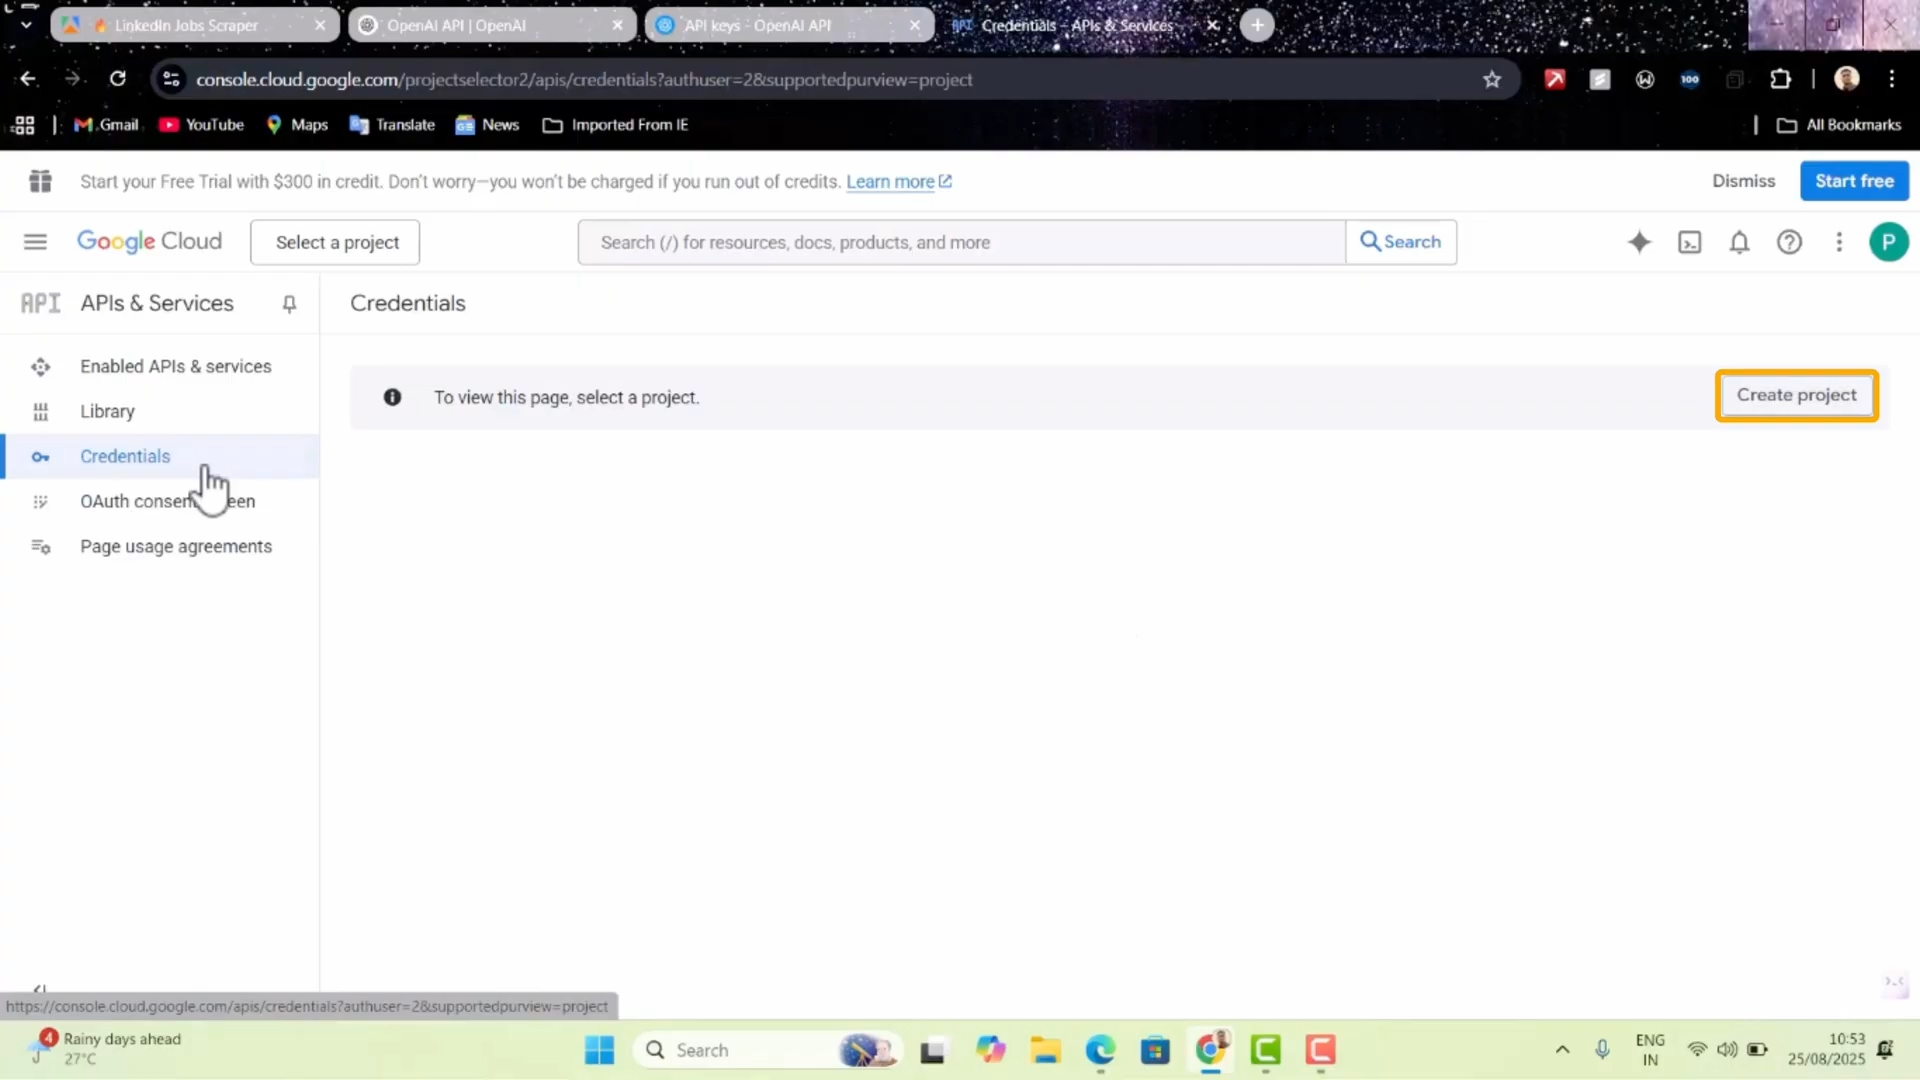 LinkedIn Jobs Scraper
OpenAI API | OpenAI
API keys - OpenAI API
API Credentials – APIs & Services
console.cloud.google.com/projectselector2/apis/credentials?authuser=2&supportedpurview=project
100
Gmail
YouTube
Maps
Translate
News
Imported From IE
All Bookmarks
Start your Free Trial with $300 in credit. Don't worry—you won't be charged if you run out of credits. Learn more
Dismiss
Start free
Google Cloud
Select a project
Search (/) for resources, docs, products, and more
Search
P
API APIs & Services
Credentials
Enabled APIs & services
Library
Credentials
OAuth consen een
Page usage agreements
To view this page, select a project.
Create project
https://console.cloud.google.com/apis/credentials?authuser=2&supportedpurview=project
4
Rainy days ahead
27°C
Search
ENG
IN
10:53
25/08/2025